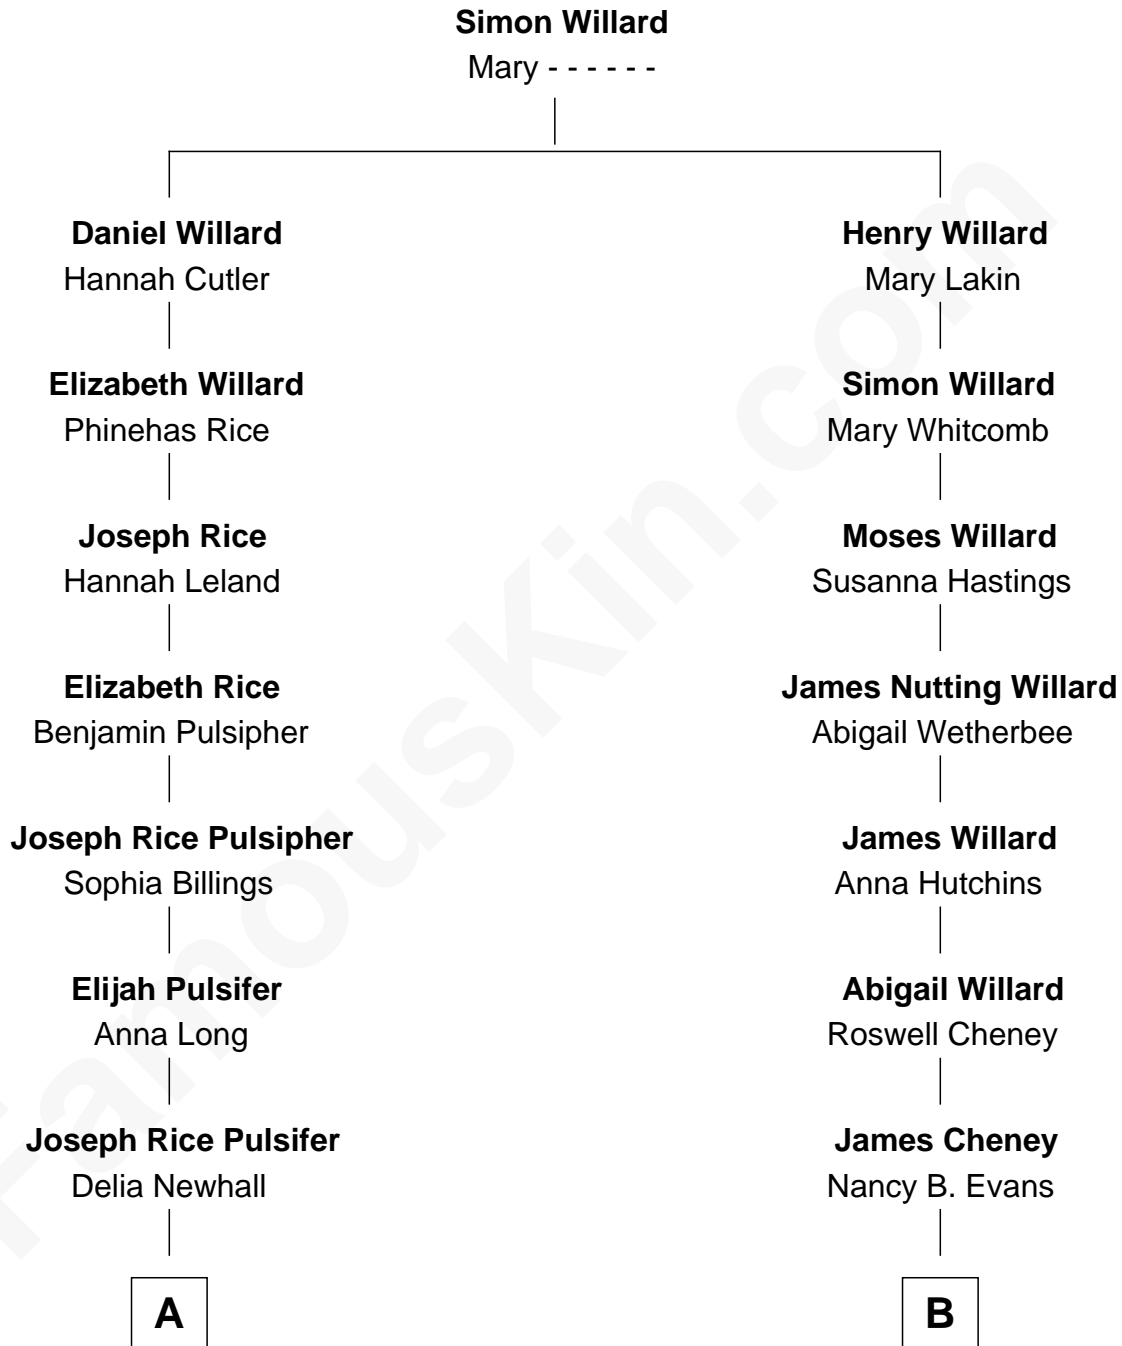 Simon Willard
Mary - - - - - -
Daniel Willard
Hannah Cutler
Henry Willard
Mary Lakin
Elizabeth Willard
Phinehas Rice
Simon Willard
Mary Whitcomb
Joseph Rice
Hannah Leland
Moses Willard
Susanna Hastings
Elizabeth Rice
Benjamin Pulsipher
James Nutting Willard
Abigail Wetherbee
Joseph Rice Pulsipher
Sophia Billings
James Willard
Anna Hutchins
Elijah Pulsifer
Anna Long
Abigail Willard
Roswell Cheney
Joseph Rice Pulsifer
Delia Newhall
James Cheney
Nancy B. Evans
A
B
FamousKin.com